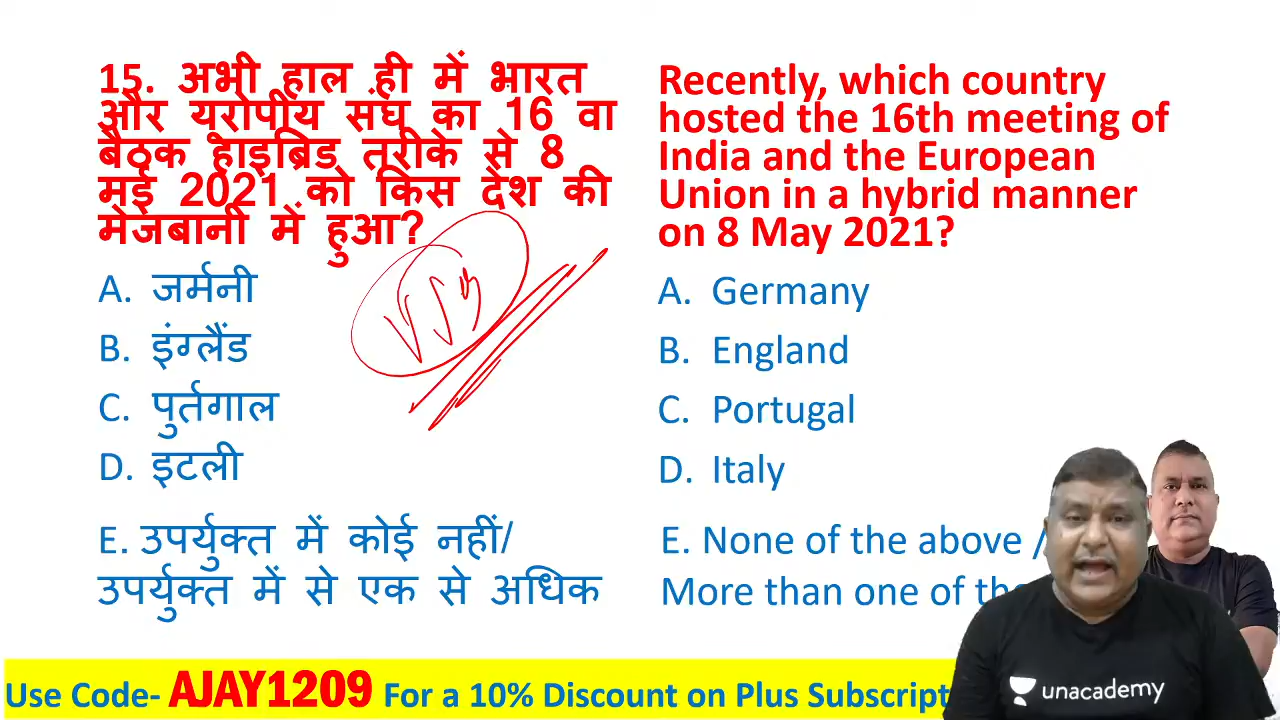 15. अभी हाल ही में भारत
और यूरोपीय संघ का 16 वा
बैठक हाइब्रिड तरीके से 8
मई 2021 को किस देश की
मेजबानी में हुआ?
A. जर्मनी
B. इंग्लैंड
C. पुर्तगाल
D. इटली
E. उपर्युक्त में कोई नहीं/
उपर्युक्त में से एक से अधिक
Recently, which country
hosted the 16th meeting of
India and the European
Union in a hybrid manner
on 8 May 2021?
A. Germany
B. England
C. Portugal
D. Italy
E. None of the above /
More than one of
unacademy
Use Code- AJAY1209 For a 10% Discount on Plus